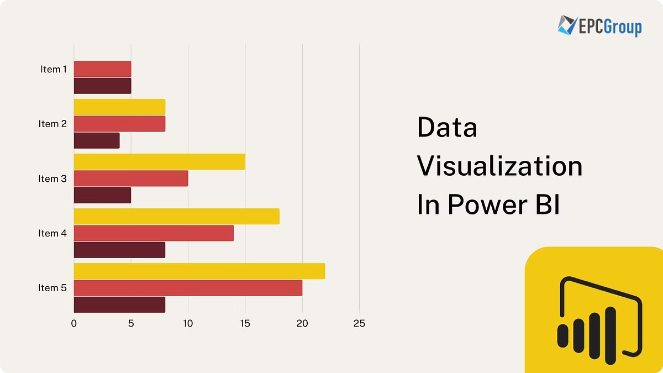 EPCGroup
Item 1
Item 2
Item 3
Item 4
Item 5
0 5 10 15 20 25
Data
Visualization
In Power BI